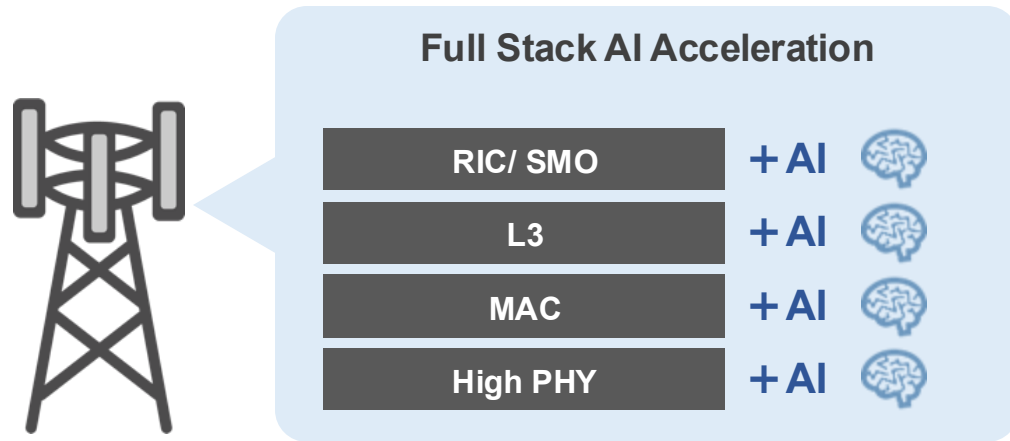 Full Stack AI Acceleration
RIC/ SMO +AI
L3 +AI
MAC +AI
High PHY +AI